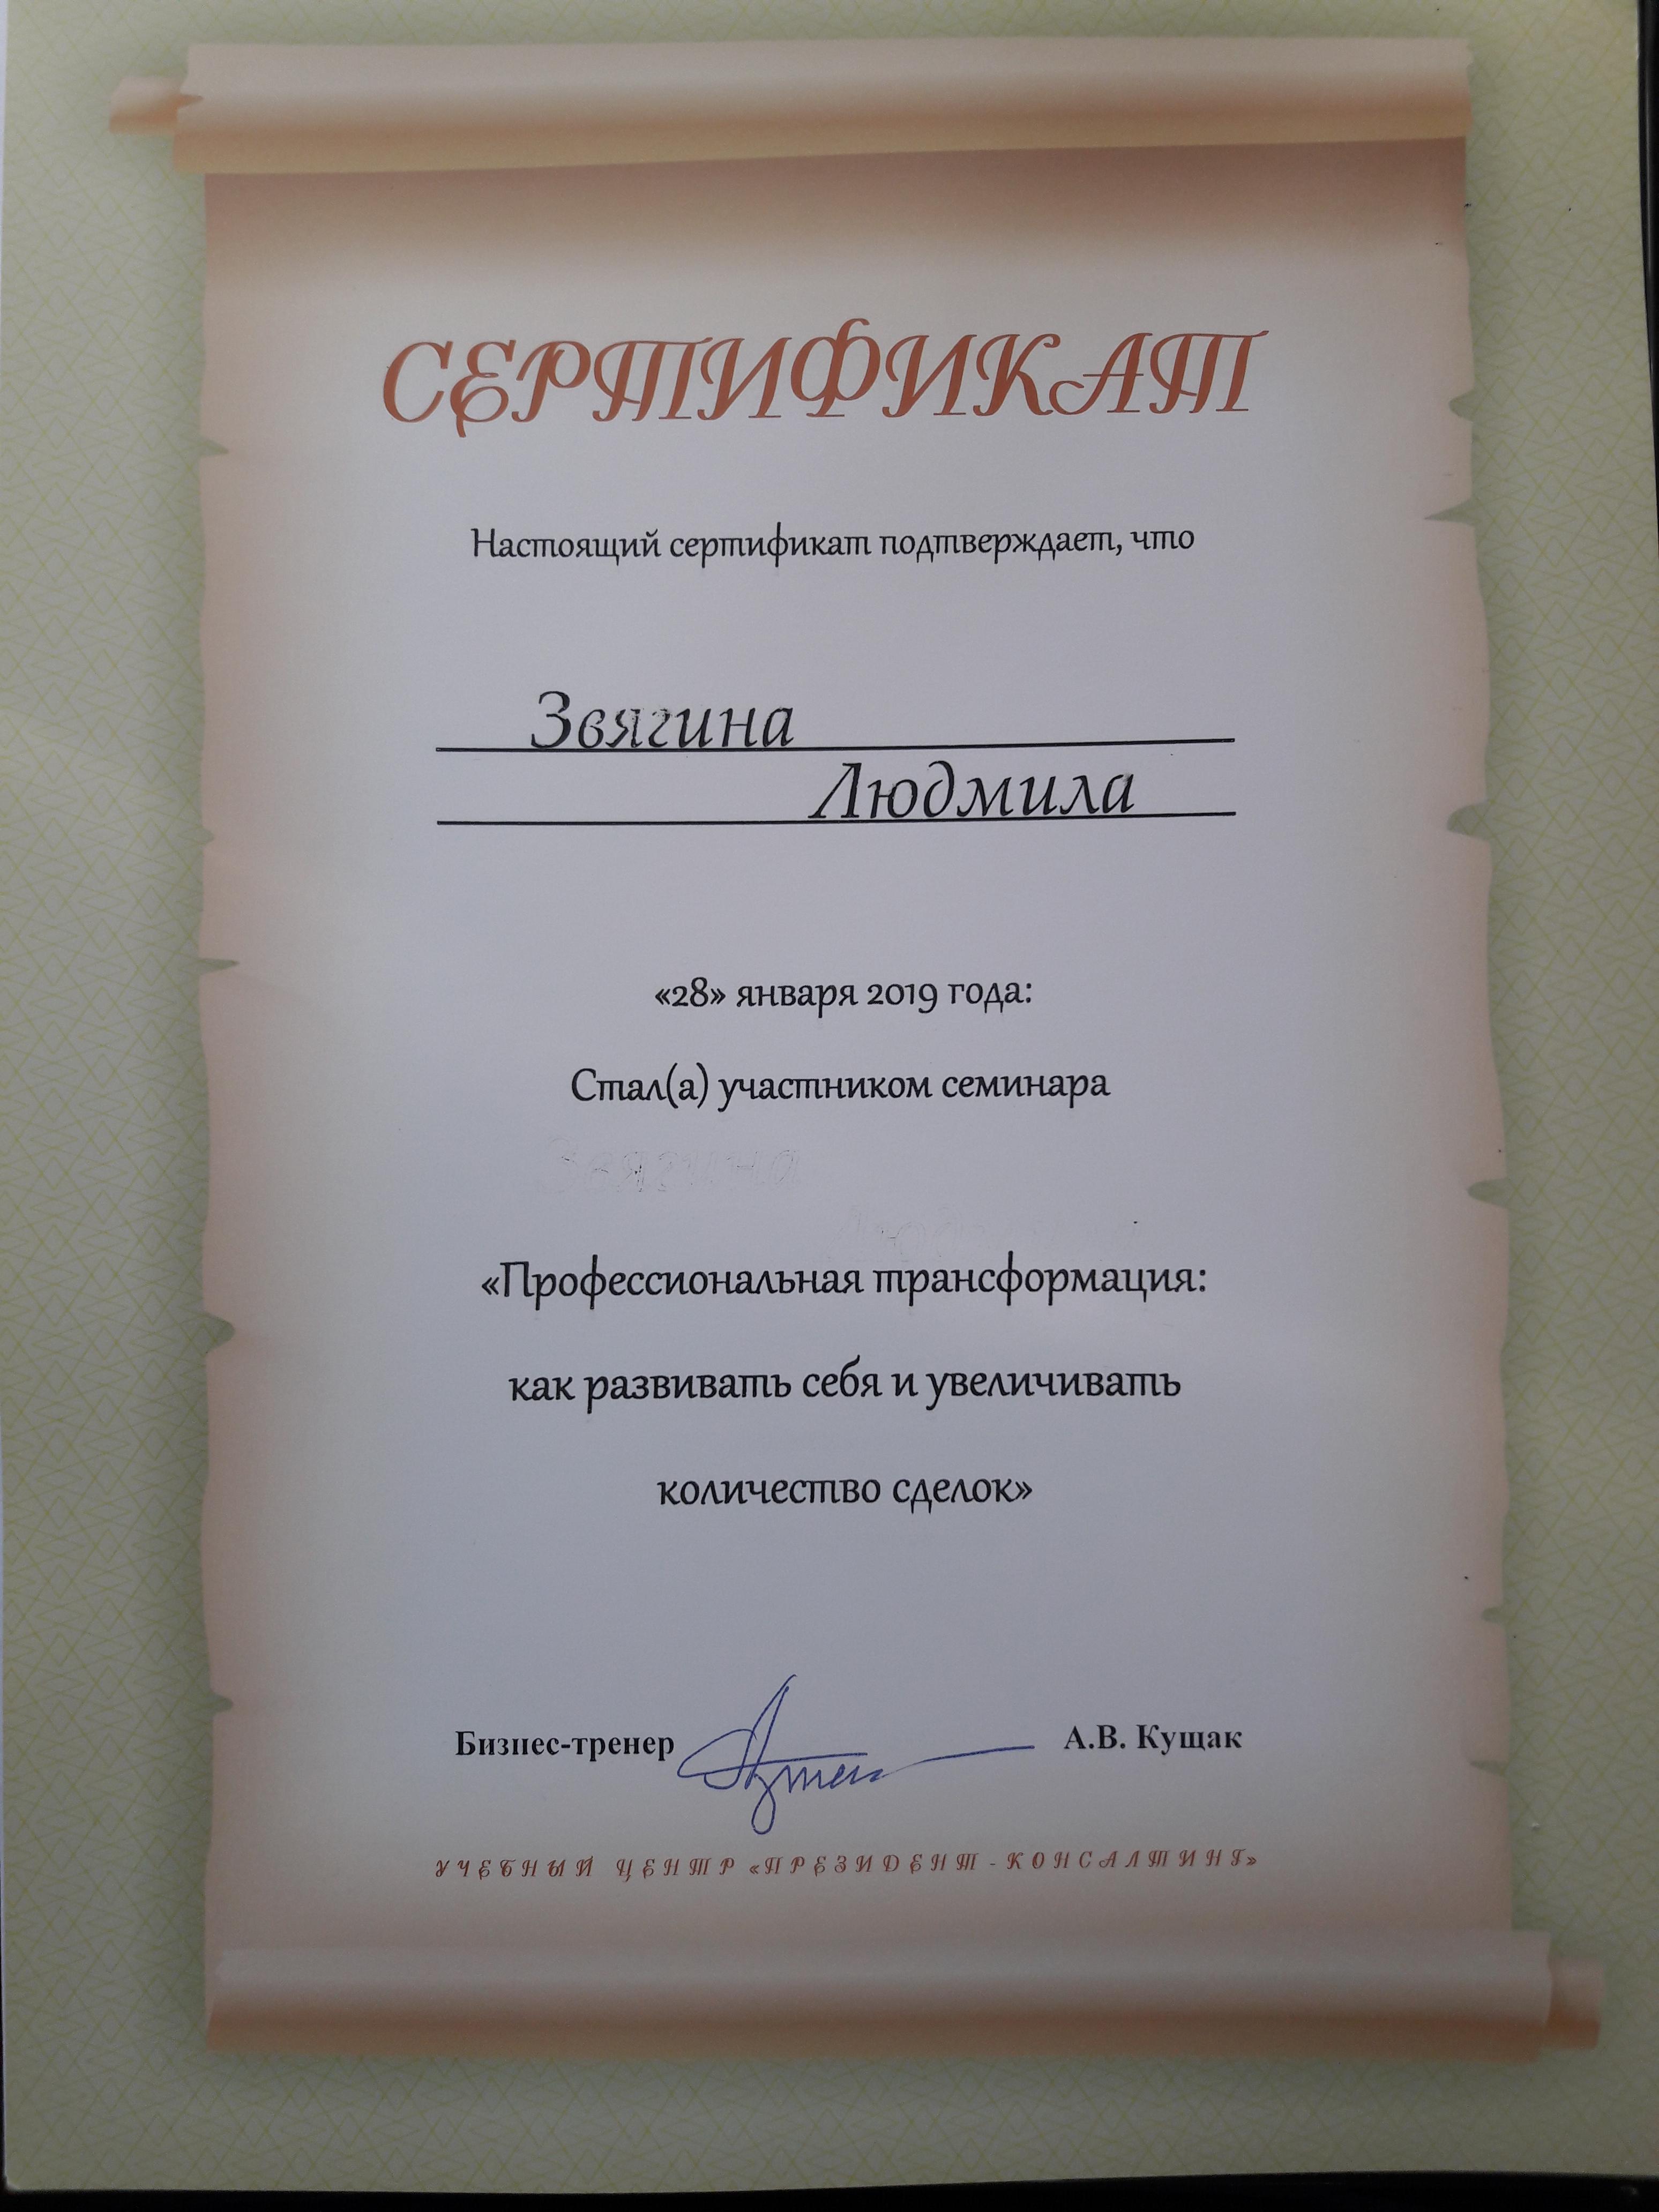 СЕРТИФИКАТ
Настоящий сертификат подтверждает, что
Звягина
Людмила
«28» января 2019 года:
Стал(а) участником семинара
Звягина
«Профессиональная трансформация:
как развивать себя и увеличивать
количество сделок»
Бизнес-тренер А.В. Кущак
УЧЕБНЫЙ ЦЕНТР «ПРЕЗИДЕНТ-КОНСАЛТИНГ»